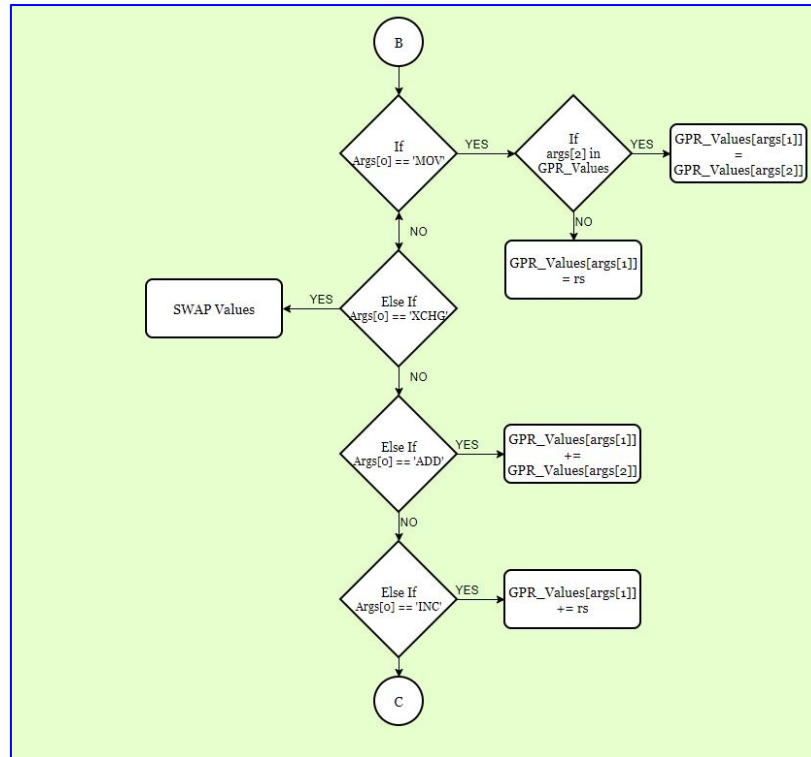 B
If
Args[0] == 'MOV'
YES
If
args[2] in
GPR_Values
YES
GPR_Values[args[1]]
=
GPR_Values[args[2]]
NO
NO
GPR_Values[args[1]]
= rs
SWAP Values
YES
Else If
Args[0] == 'XCHG'
NO
Else If
Args[0] == 'ADD'
YES
GPR_Values[args[1]]
+=
GPR_Values[args[2]]
NO
Else If
Args[0] == 'INC'
YES
GPR_Values[args[1]]
+= rs
C